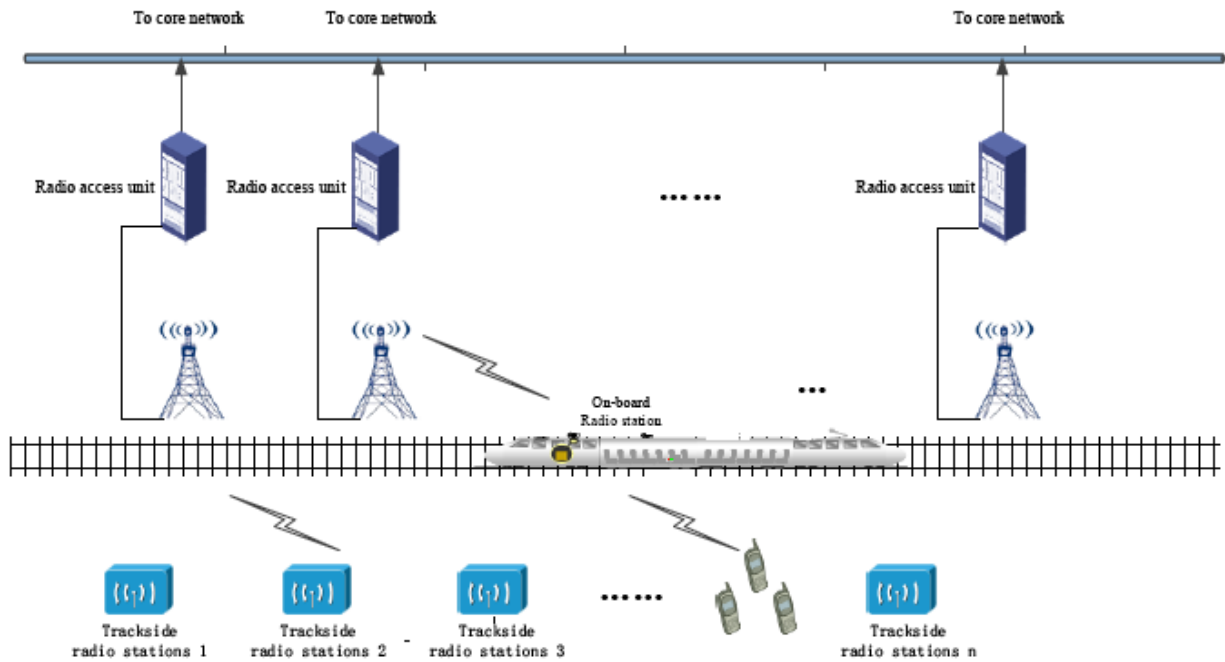 To core network
To core network
To core network
Radio access unit
Radio access unit
Radio access unit
……
...
On-board
Radio station
……
Trackside
radio stations 1
Trackside
radio stations 2
-
Trackside
radio stations 3
Trackside
radio stations n